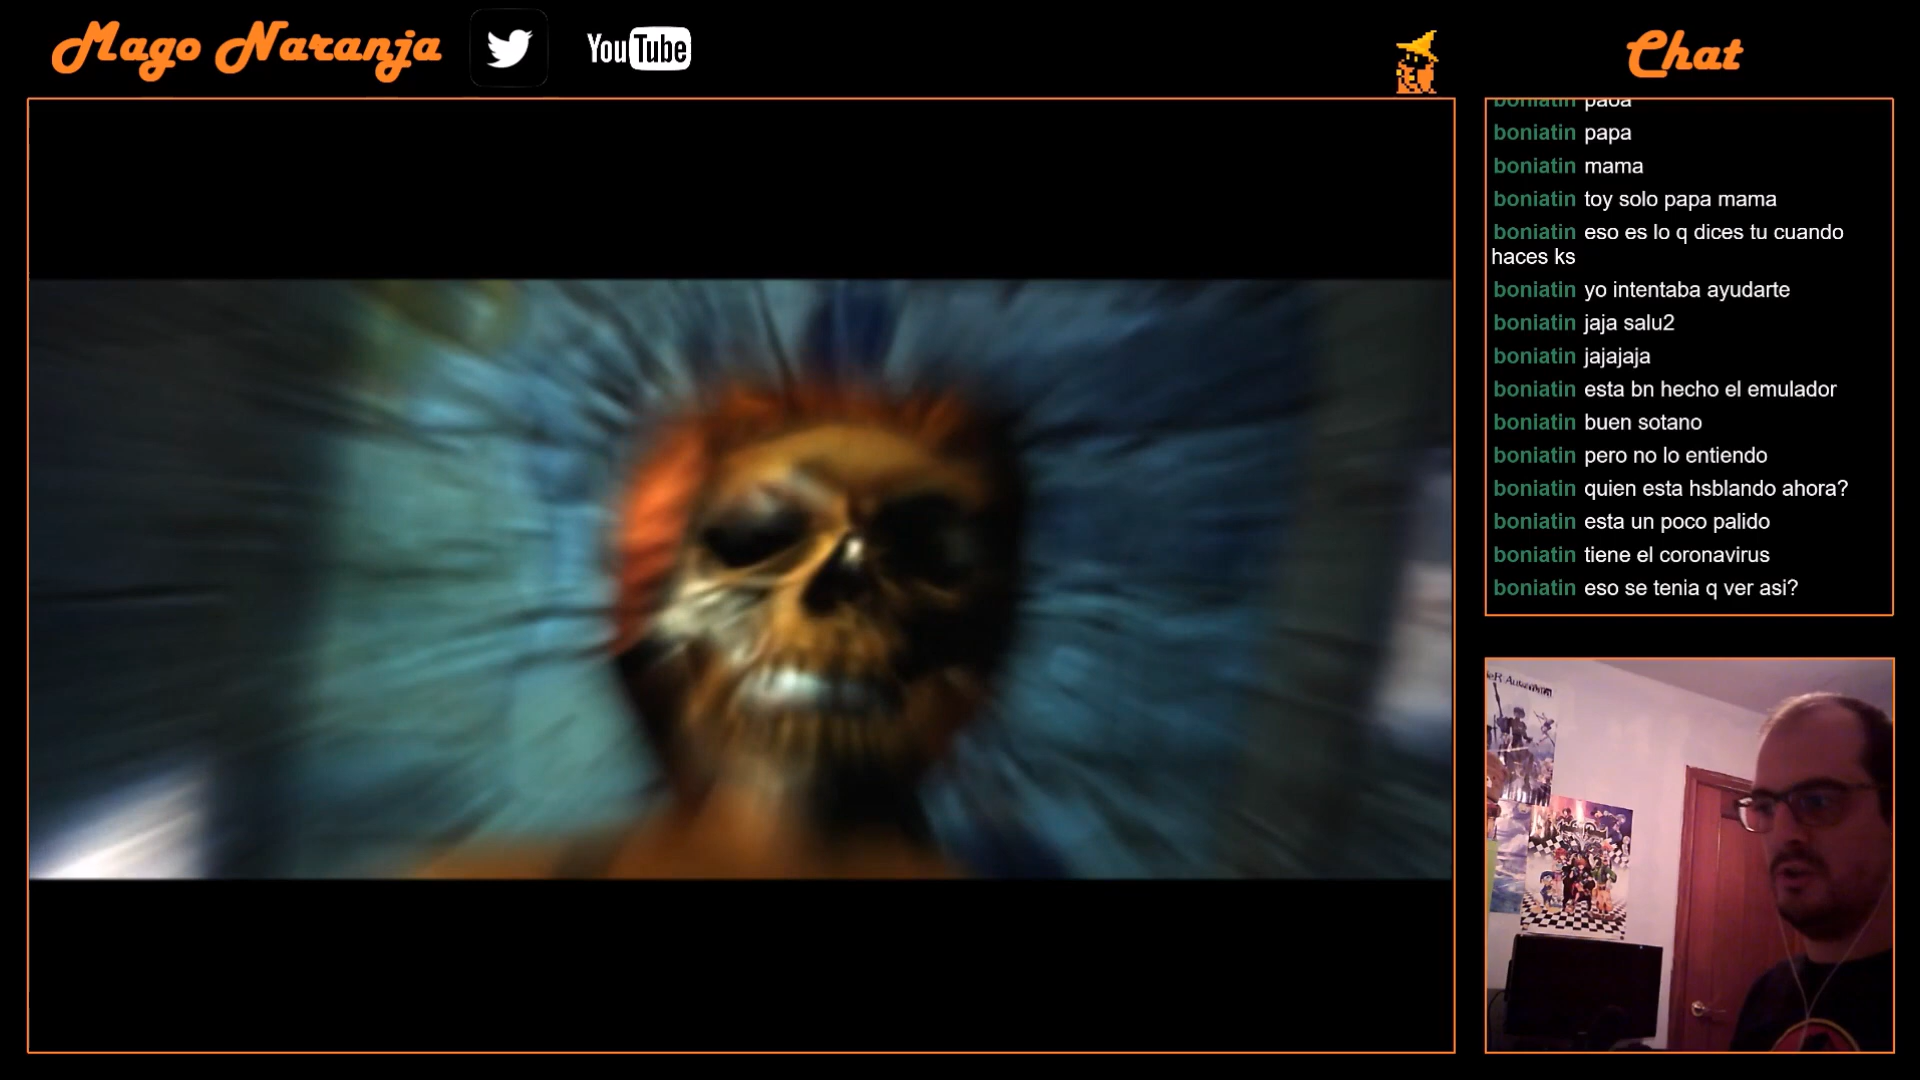 Mago Naranja
YouTube
Chat
boniatin paoa
boniatin papa
boniatin mama
boniatin toy solo papa mama
boniatin eso es lo q dices tu cuando
haces ks
boniatin yo intentaba ayudarte
boniatin jaja salu2
boniatin jajajaja
boniatin esta bn hecho el emulador
boniatin buen sotano
boniatin pero no lo entiendo
boniatin quien esta hsblando ahora?
boniatin esta un poco palido
boniatin tiene el coronavirus
boniatin eso se tenia q ver asi?